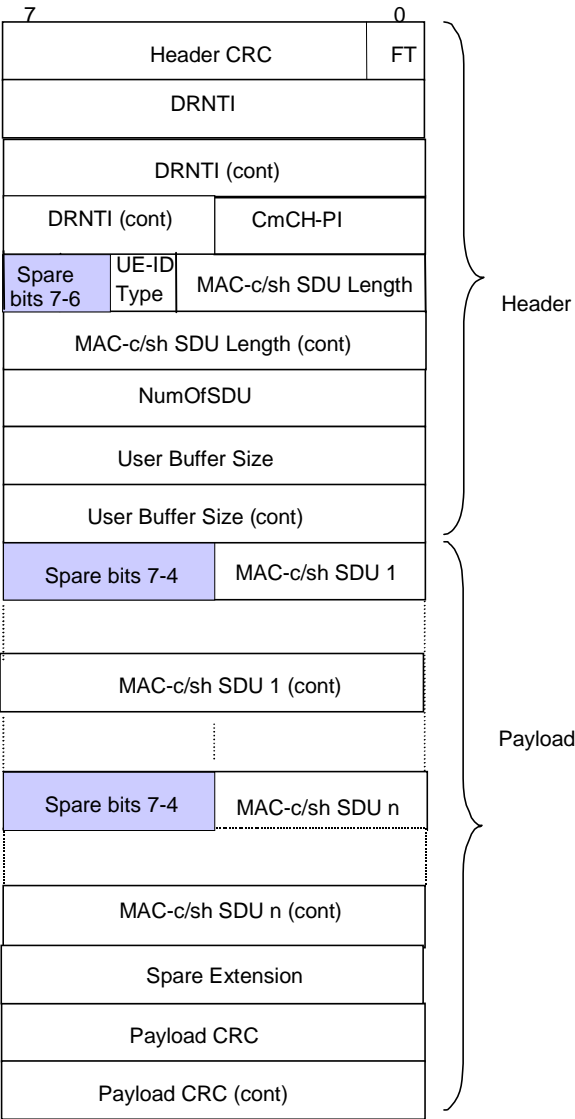 7 0
Header CRC FT
DRNTI
DRNTI (cont)
DRNTI (cont) CmCH-PI
Spare bits 7-6 UE-ID Type MAC-c/sh SDU Length
MAC-c/sh SDU Length (cont)
NumOfSDU
User Buffer Size
User Buffer Size (cont)
Header
Spare bits 7-4 MAC-c/sh SDU 1
MAC-c/sh SDU 1 (cont)
Payload
Spare bits 7-4 MAC-c/sh SDU n
MAC-c/sh SDU n (cont)
Spare Extension
Payload CRC
Payload CRC (cont)